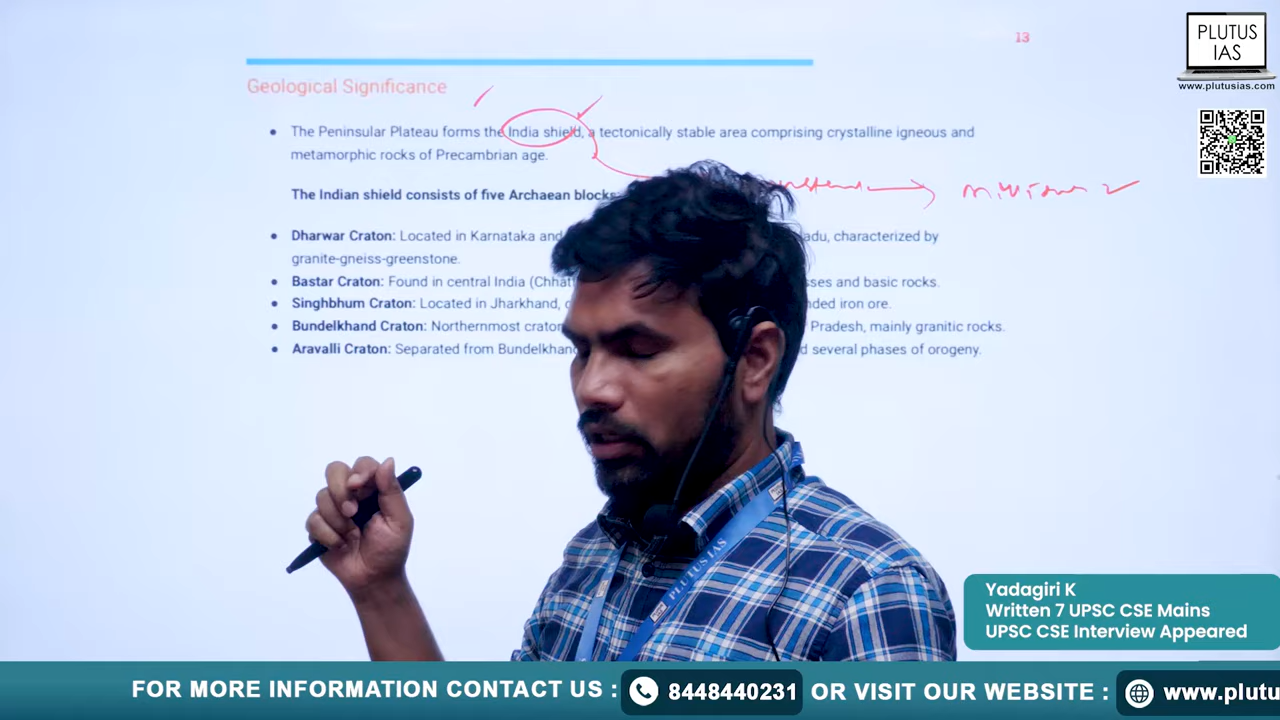 13
PLUTUS
IAS
www.plutusias.com
Geological Significance
The Peninsular Plateau forms the India shield, a tectonically stable area comprising crystalline igneous and
metamorphic rocks of Precambrian age.
The Indian shield consists of five Archaean blocks
Dharwar Craton: Located in Karnataka and adu, characterized by
granite-gneiss-greenstone.
Bastar Craton: Found in central India (Chhat sses and basic rocks.
Singhbhum Craton: Located in Jharkhand, nded iron ore.
Bundelkhand Craton: Northernmost craton Pradesh, mainly granitic rocks.
Aravalli Craton: Separated from Bundelkhan d several phases of orogeny.
PLUTUS IAS
Yadagiri K
Written 7 UPSC CSE Mains
UPSC CSE Interview Appeared
FOR MORE INFORMATION CONTACT US : 8448440231 OR VISIT OUR WEBSITE : www.plutu